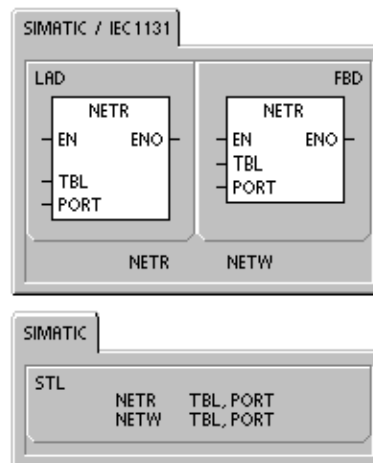 SIMATIC / IEC1131
LAD
NETR
EN ENO
TBL
PORT
FBD
NETR
EN ENO
TBL
PORT
NETR NETW
SIMATIC
STL
NETR TBL, PORT
NETW TBL, PORT